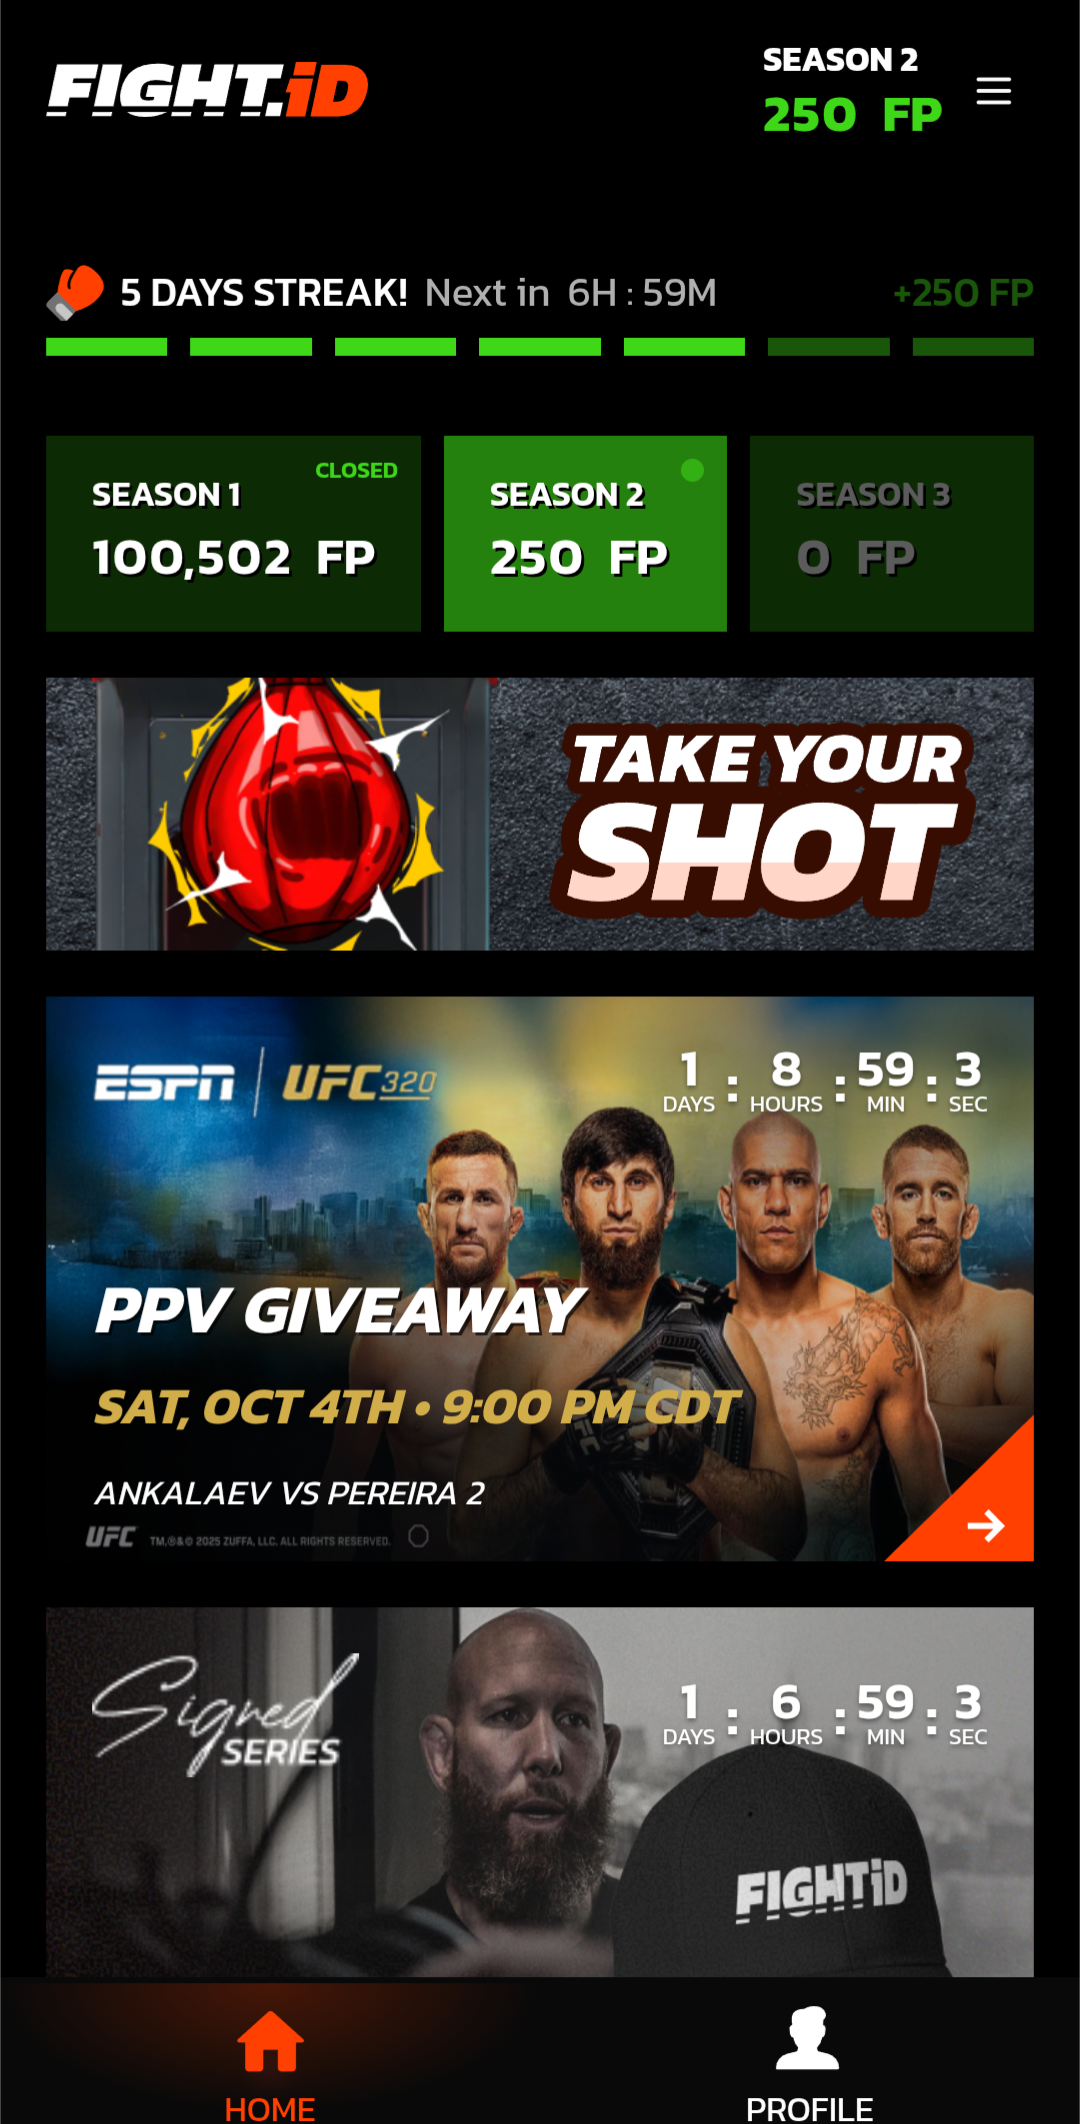 FIGHT.iD
SEASON 2
250 FP
5 DAYS STREAK! Next in 6H : 59M +250 FP
CLOSED
SEASON 1
100,502 FP
SEASON 2
250 FP
SEASON 3
0 FP
TAKE YOUR
SHOT
ESPN UFC 320
1 : 8 : 59 : 3
DAYS HOURS MIN SEC
PPV GIVEAWAY
SAT, OCT 4TH • 9:00 PM CDT
ANKALAEV VS PEREIRA 2
UFC TM,®&© 2025 ZUFFA, LLC. ALL RIGHTS RESERVED.
UFC
Signed
SERIES
1 : 6 : 59 : 3
DAYS HOURS MIN SEC
FIGHTiD
HOME
PROFILE